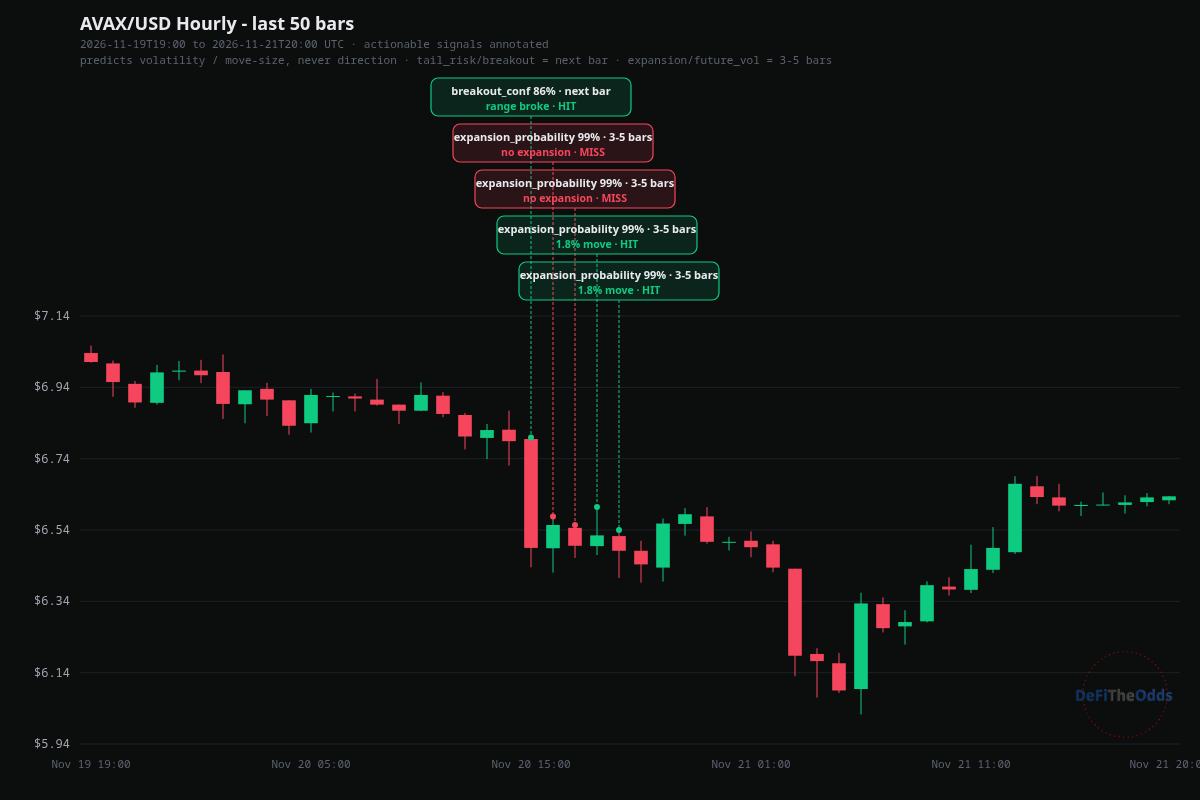 AVAX/USD Hourly - last 50 bars
2026-11-19T19:00 to 2026-11-21T20:00 UTC · actionable signals annotated
predicts volatility / move-size, never direction · tail_risk/breakout = next bar · expansion/future_vol = 3-5 bars
breakout_conf 86% · next bar
range broke · HIT
expansion_probability 99% · 3-5 bars
no expansion · MISS
expansion_probability 99% · 3-5 bars
no expansion · MISS
expansion_probability 99% · 3-5 bars
1.8% move · HIT
expansion_probability 99% · 3-5 bars
1.8% move · HIT
$7.14
$6.94
$6.74
$6.54
$6.34
$6.14
$5.94
DeFiTheOdds
Nov 19 19:00 Nov 20 05:00 Nov 20 15:00 Nov 21 01:00 Nov 21 11:00 Nov 21 20:0